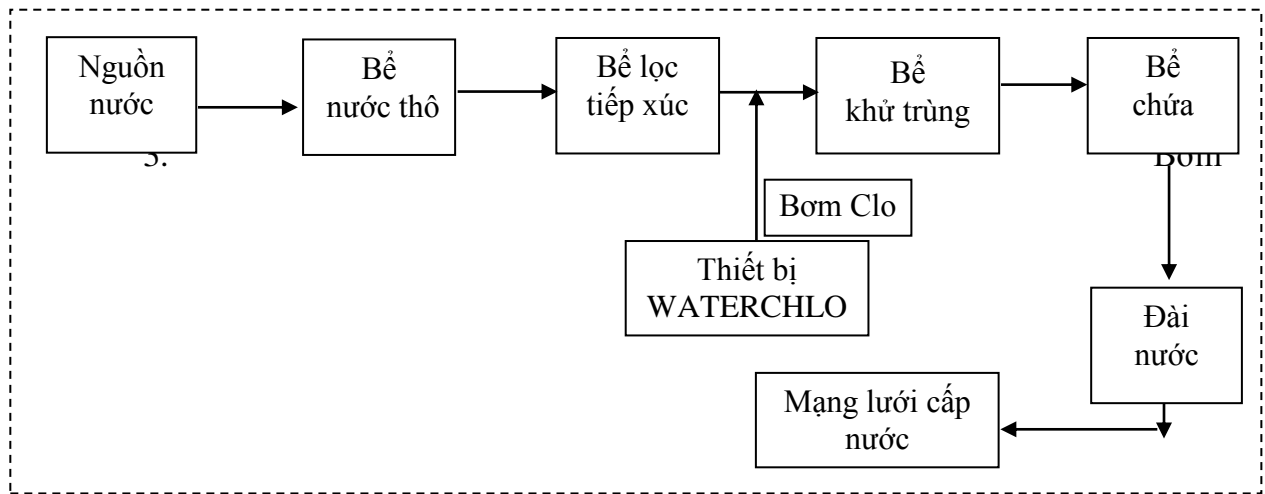 Nguồn
nước
Bể
nước thô
Bể lọc
tiếp xúc
Bể
khử trùng
Bể
chứa
Bơm
Bơm Clo
Thiết bị
WATERCHLO
Đài
nước
Mạng lưới cấp
nước